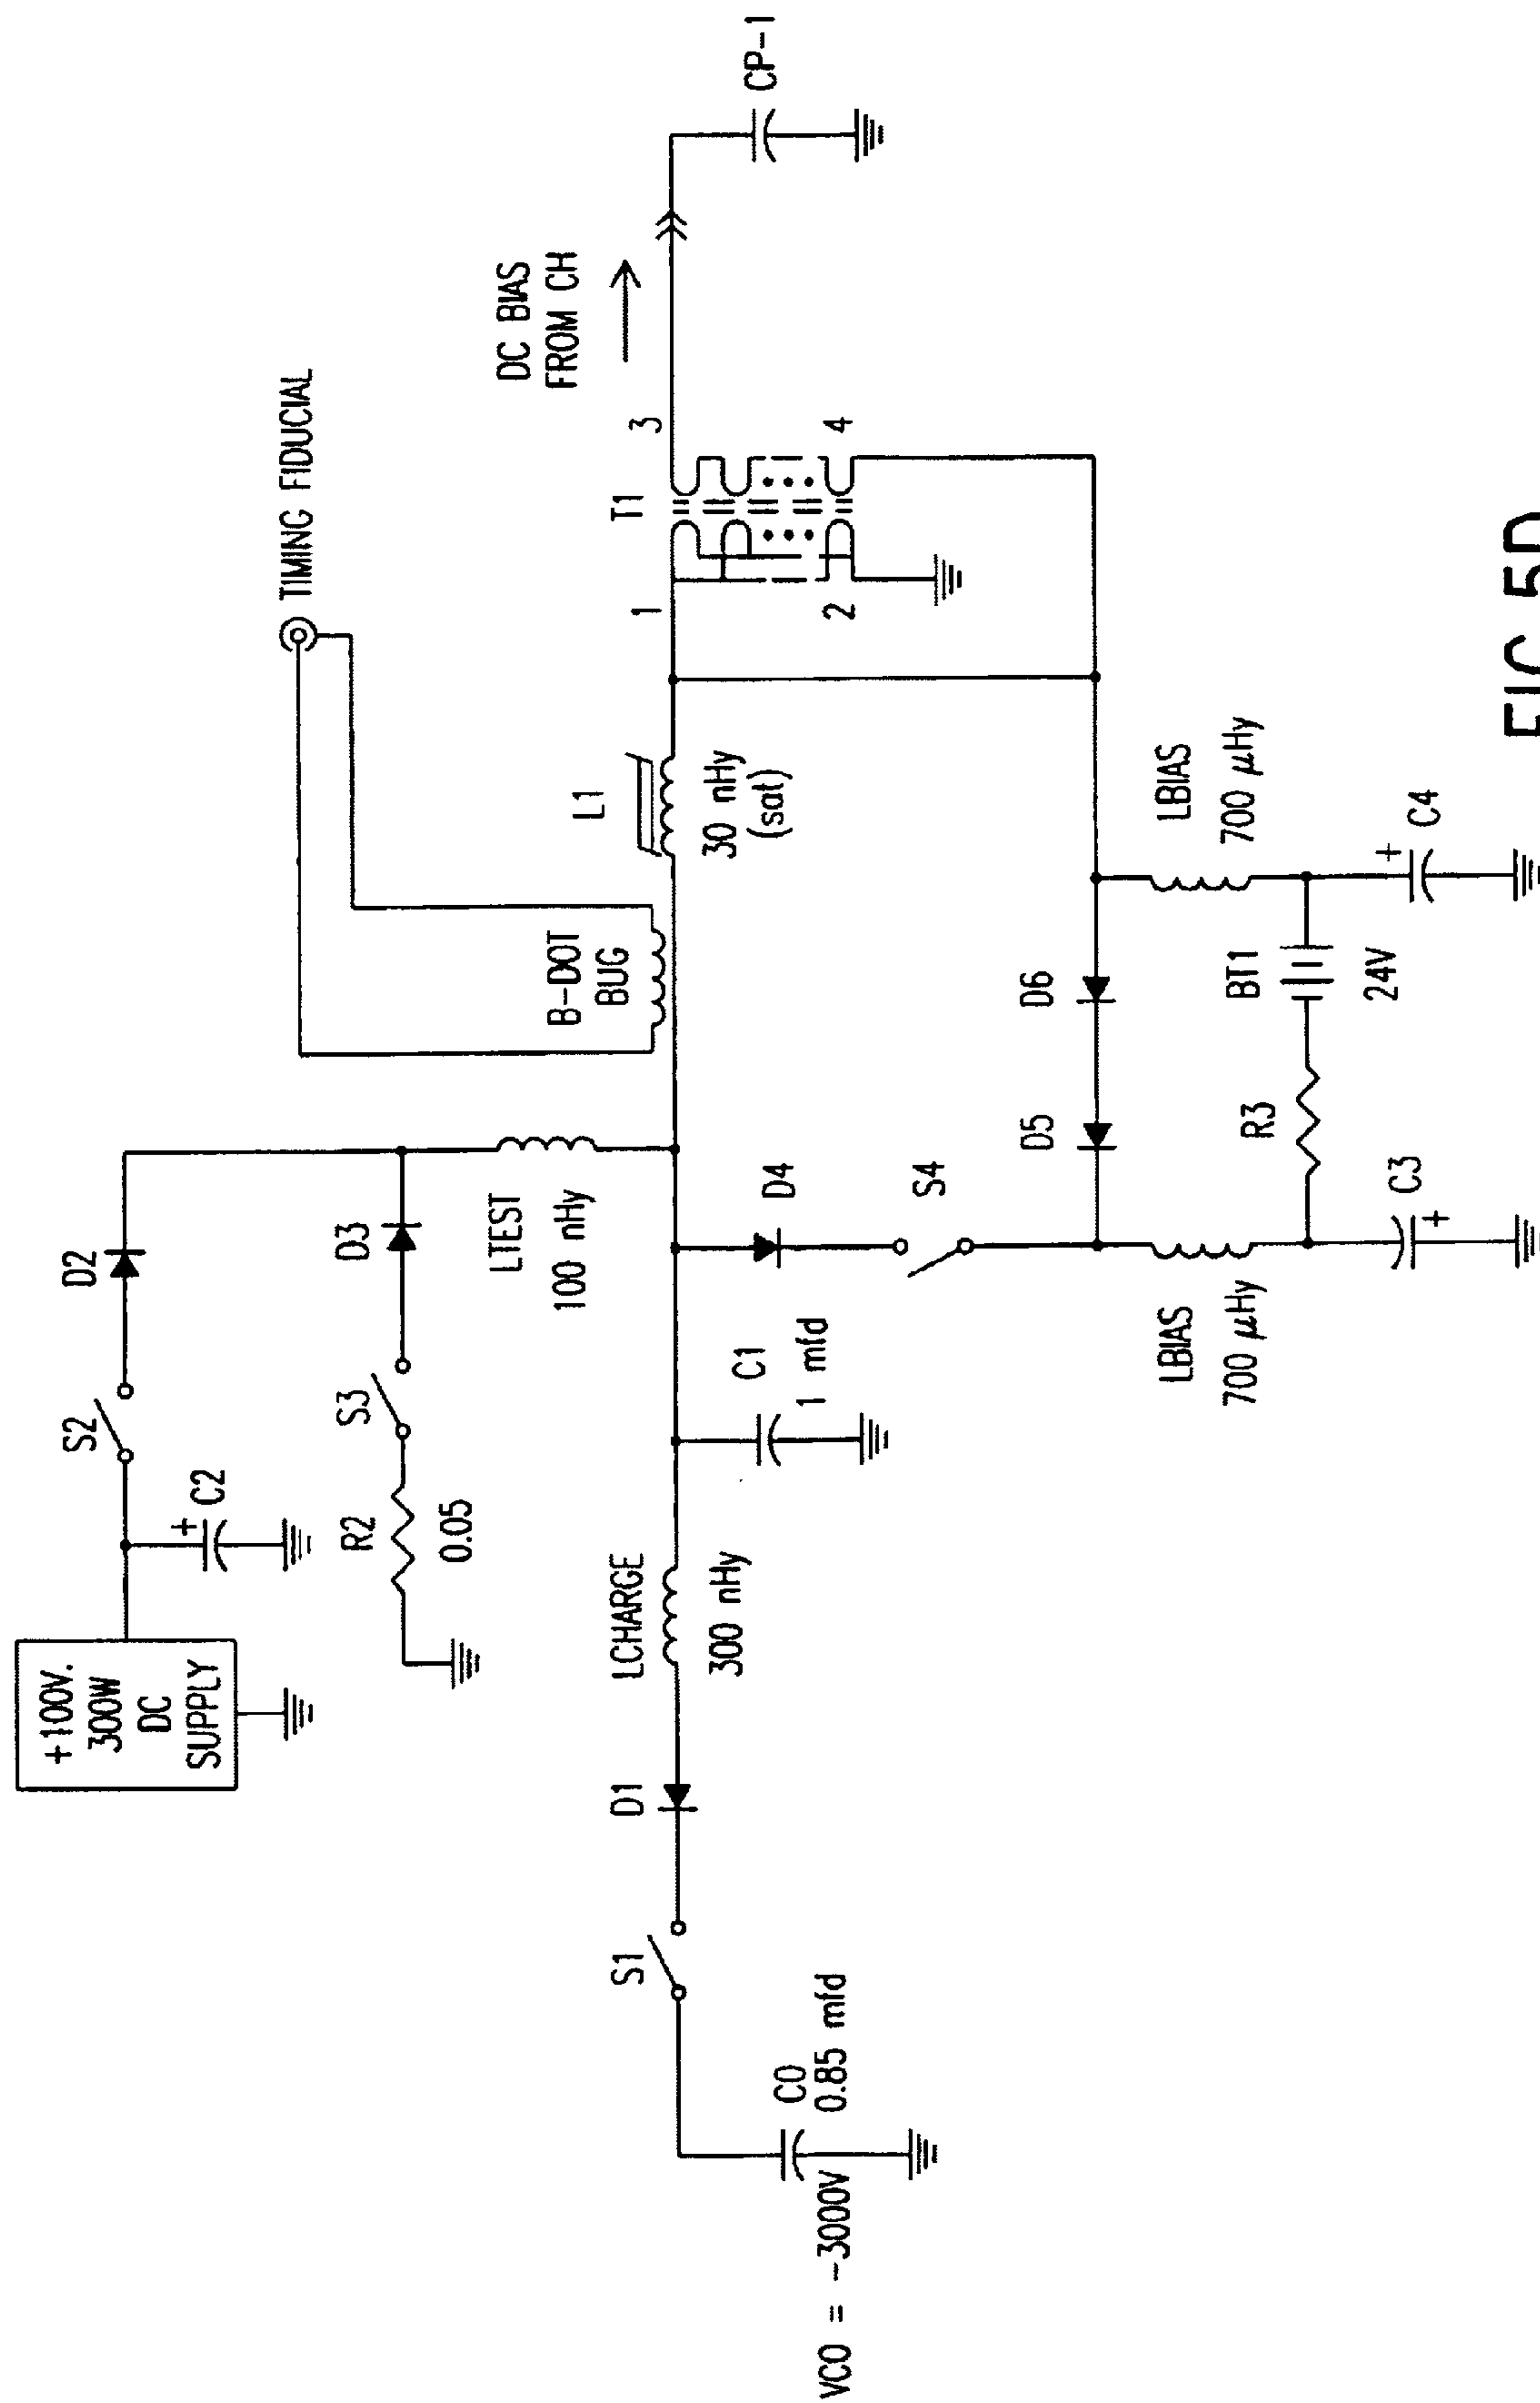 +100V.
300W
DC
SUPPLY
S2
D2
C2
+
R2
0.05
S3
D3
LTEST
100 nHy
TIMING FIDUCIAL
B-DOT
BUG
L1
30 nHy
(sat)
DC BIAS
FROM CH
T1
1
3
2
4
CP-1
VCO = -3000V
C0
0.85 mfd
S1
D1
LCHARGE
300 nHy
C1
1 mfd
D4
S4
D5
D6
LBIAS
700 µHy
LBIAS
700 µHy
R3
BT1
24V
C3
+
C4
+
FIG.5D